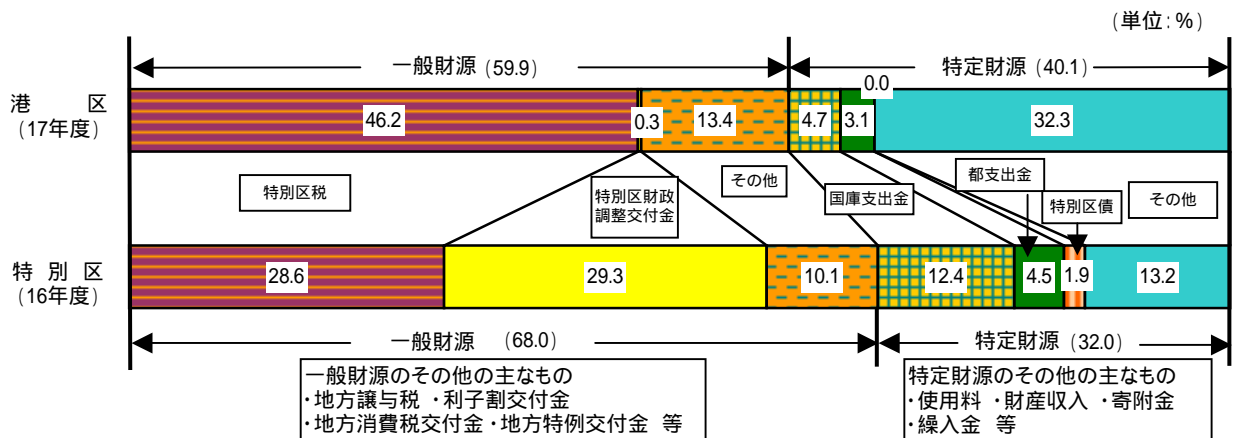 (単位:%)
一般財源 (59.9)
特定財源 (40.1)
港 区
(17年度)
46.2
0.3
13.4
4.7
3.1
0.0
32.3
特別区税
特別区財政
調整交付金
その他
国庫支出金
都支出金
特別区債
その他
特 別 区
(16年度)
28.6
29.3
10.1
12.4
4.5
1.9
13.2
一般財源 (68.0)
特定財源 (32.0)
一般財源のその他の主なもの
・地方譲与税 ・利子割交付金
・地方消費税交付金・地方特例交付金 等
特定財源のその他の主なもの
・使用料 ・財産収入 ・寄附金
・繰入金 等